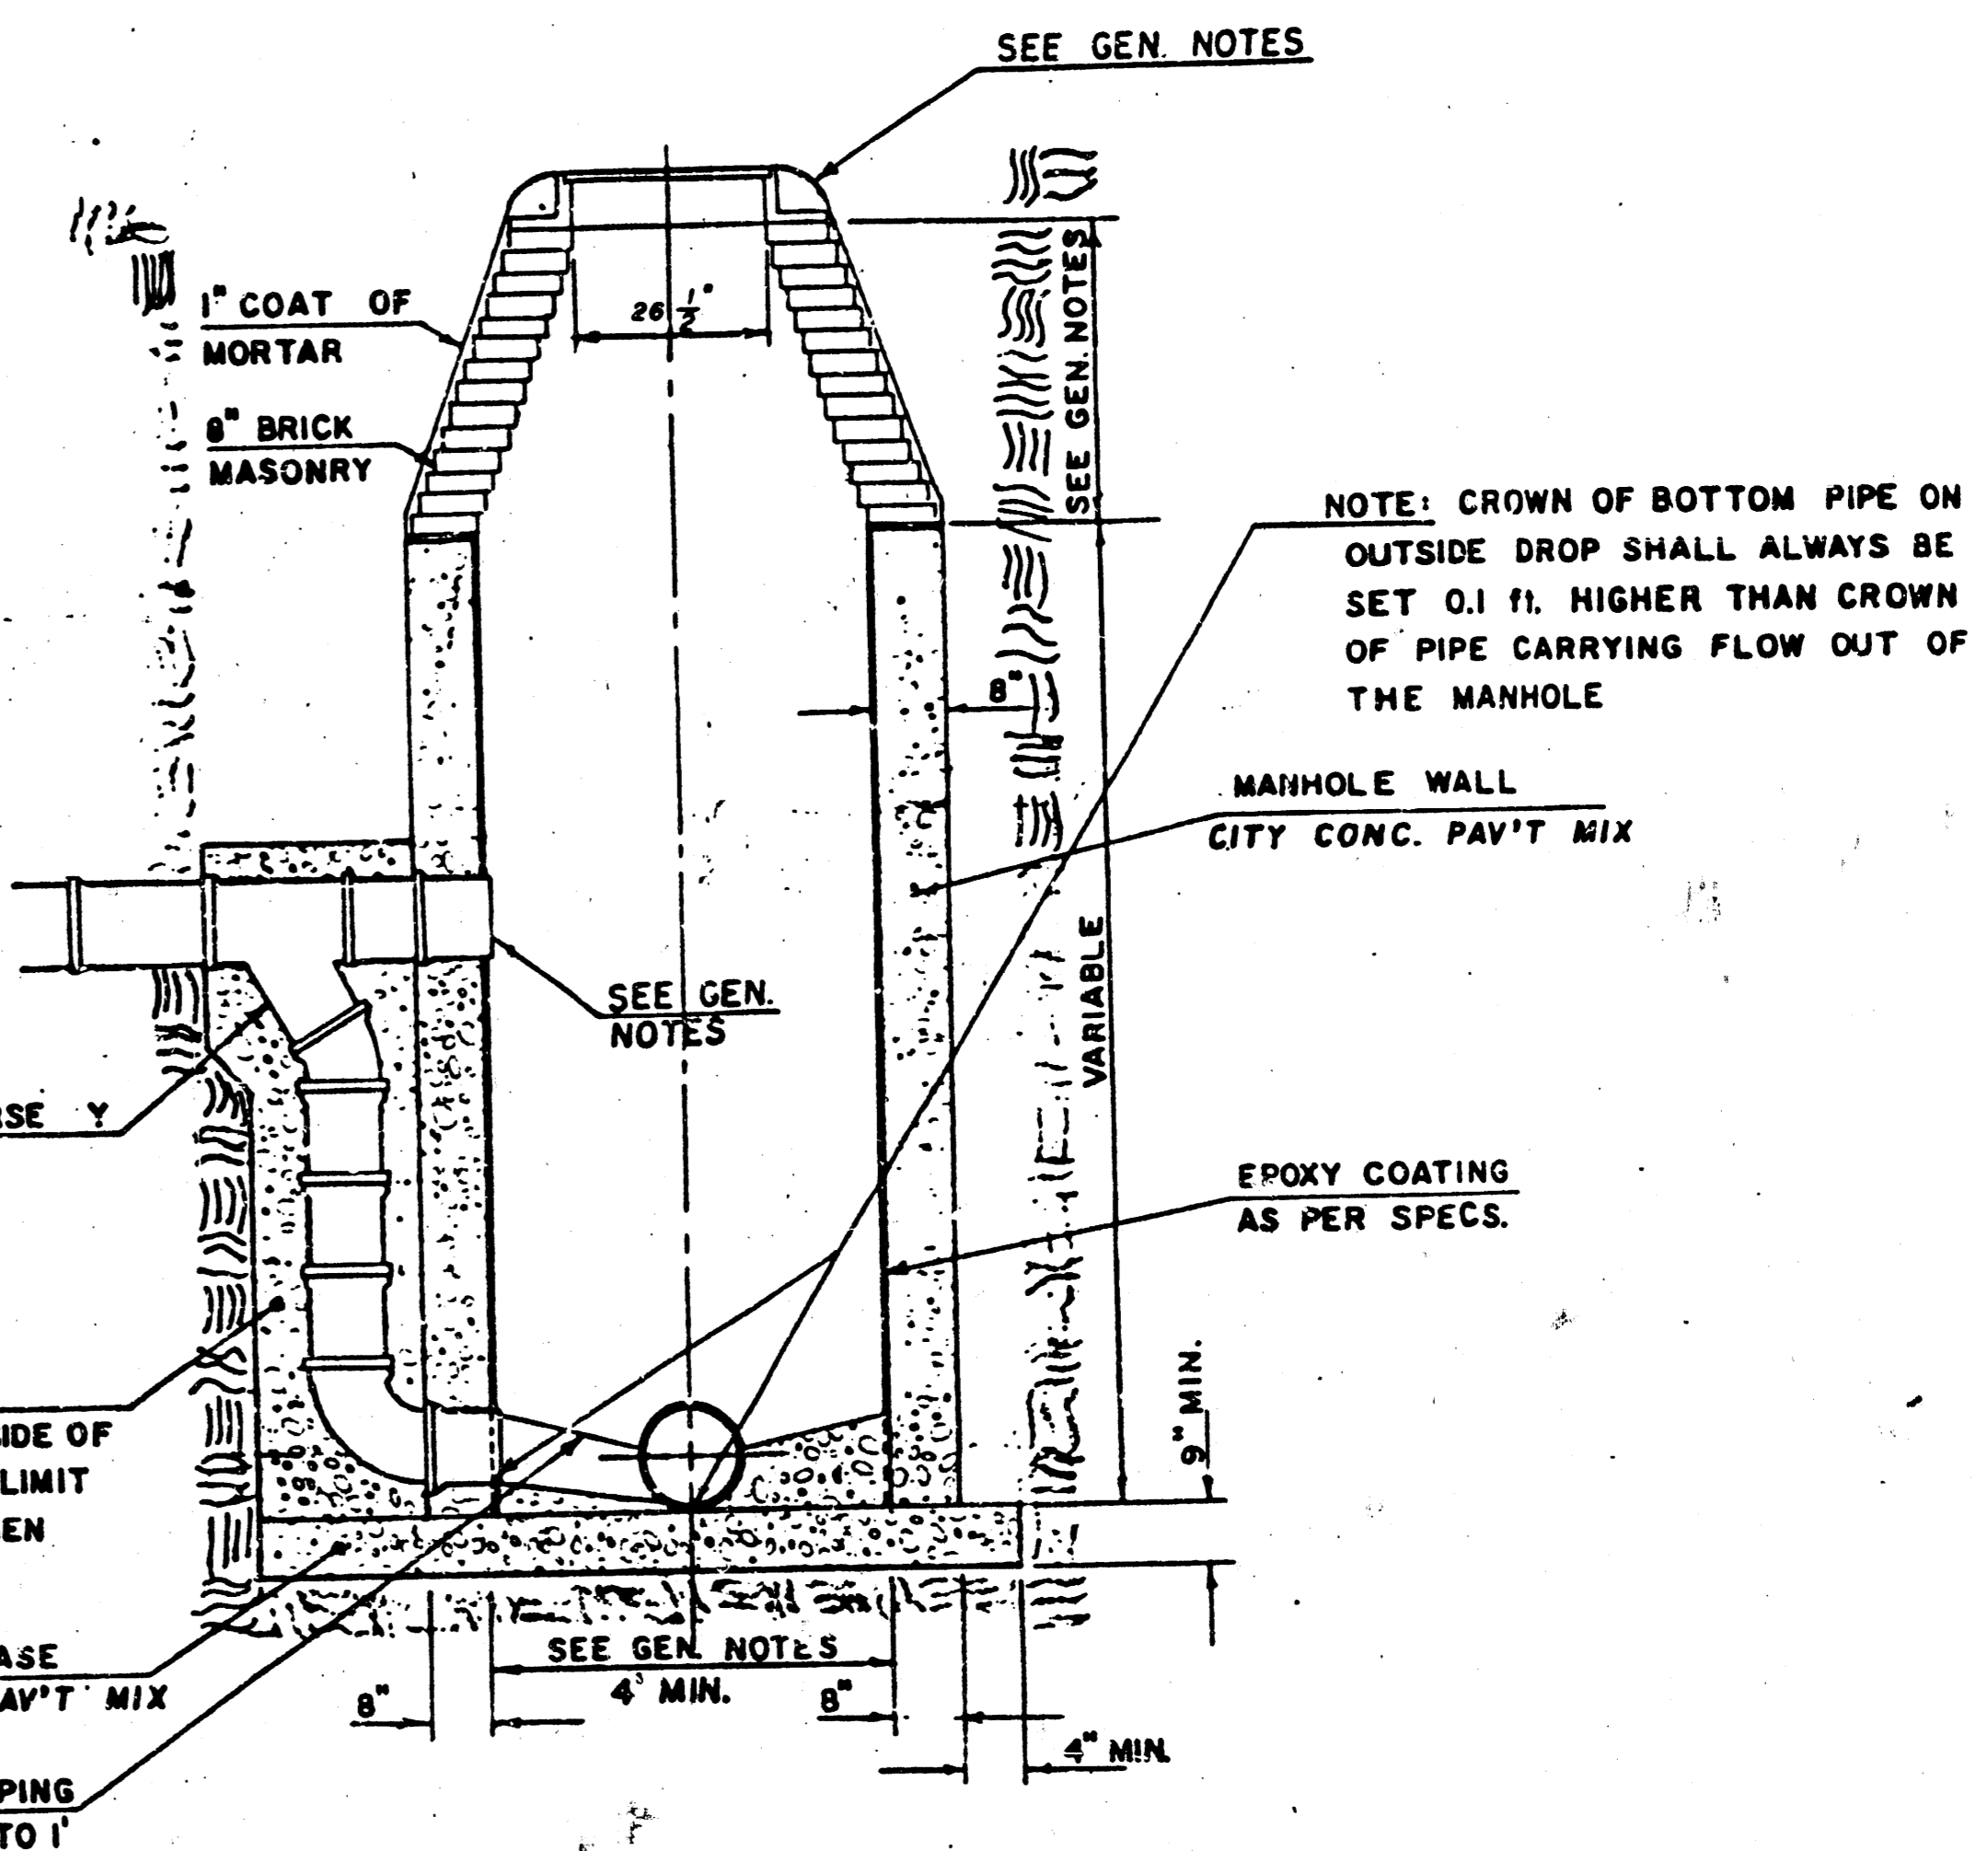 SEE GEN. NOTES
1" COAT OF
MORTAR
26 1/2"
SEE GEN. NOTES
8" BRICK
MASONRY
NOTE: CROWN OF BOTTOM PIPE ON
OUTSIDE DROP SHALL ALWAYS BE
SET 0.1 ft. HIGHER THAN CROWN
OF PIPE CARRYING FLOW OUT OF
THE MANHOLE
8"
MANHOLE WALL
CITY CONC. PAV'T MIX
SEE GEN.
NOTES
VARIABLE
RSE Y
EPOXY COATING
AS PER SPECS.
9" MIN.
SIDE OF
LIMIT
EN
ASE
AV'T MIX
SEE GEN. NOTES
4' MIN.
8"
8"
4" MIN.
PING
TO 1'